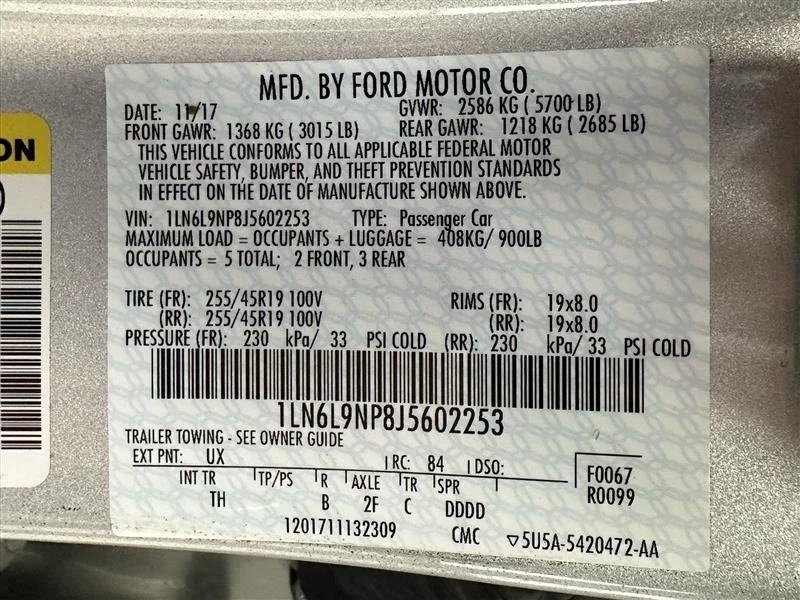 ON
MFD. BY FORD MOTOR CO.
DATE: 11/17 GVWR: 2586 KG ( 5700 LB)
FRONT GAWR: 1368 KG ( 3015 LB) REAR GAWR: 1218 KG ( 2685 LB)
THIS VEHICLE CONFORMS TO ALL APPLICABLE FEDERAL MOTOR
VEHICLE SAFETY, BUMPER, AND THEFT PREVENTION STANDARDS
IN EFFECT ON THE DATE OF MANUFACTURE SHOWN ABOVE.
VIN: 1LN6L9NP8J5602253 TYPE: Passenger Car
MAXIMUM LOAD = OCCUPANTS + LUGGAGE = 408KG/ 900LB
OCCUPANTS = 5 TOTAL; 2 FRONT, 3 REAR
TIRE (FR): 255/45R19 100V RIMS (FR): 19x8.0
(RR): 255/45R19 100V (RR): 19x8.0
PRESSURE (FR): 230 kPa/ 33 PSI COLD (RR): 230 kPa/ 33 PSI COLD
1LN6L9NP8J5602253
TRAILER TOWING - SEE OWNER GUIDE
EXT PNT: UX RC: 84 DSO: F0067
INT TR TP/PS R AXLE TR SPR R0099
TH B 2F C DDDD
1201711132309 CMC ▽5U5A-5420472-AA